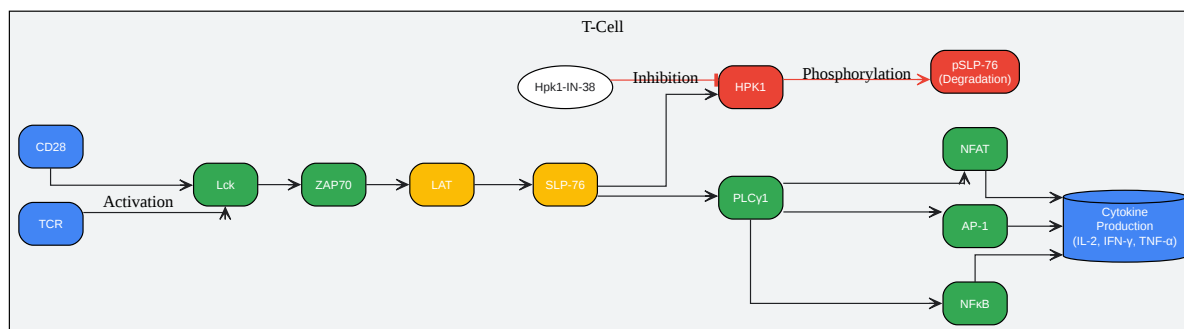 T-Cell
Hpk1-IN-38
Inhibition
HPK1
Phosphorylation
pSLP-76
(Degradation)
CD28
TCR
Activation
Lck
ZAP70
LAT
SLP-76
PLCγ1
NFAT
AP-1
NFκB
Cytokine
Production
(IL-2, IFN-γ, TNF-α)